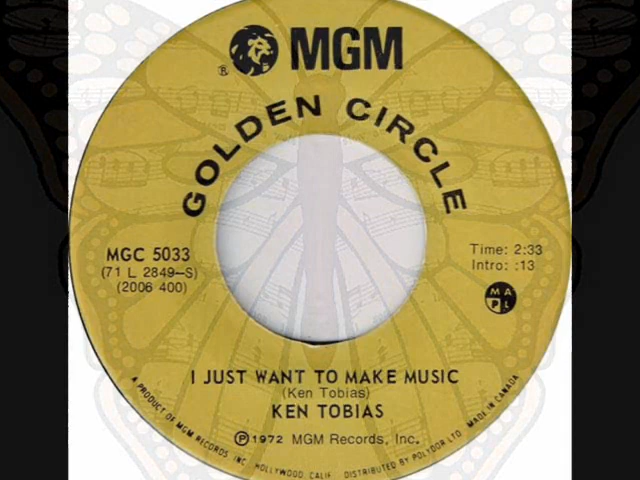 ® MGM
GOLDEN CIRCLE
MGC 5033
(71 L 2849-S)
(2006 400)
Time: 2:33
Intro: :13
M A
P L
I JUST WANT TO MAKE MUSIC
(Ken Tobias)
KEN TOBIAS
℗1972 MGM Records, Inc.
A PRODUCT OF MGM RECORDS, INC., HOLLYWOOD, CALIF. DISTRIBUTED BY POLYDOR LTD. MADE IN CANADA